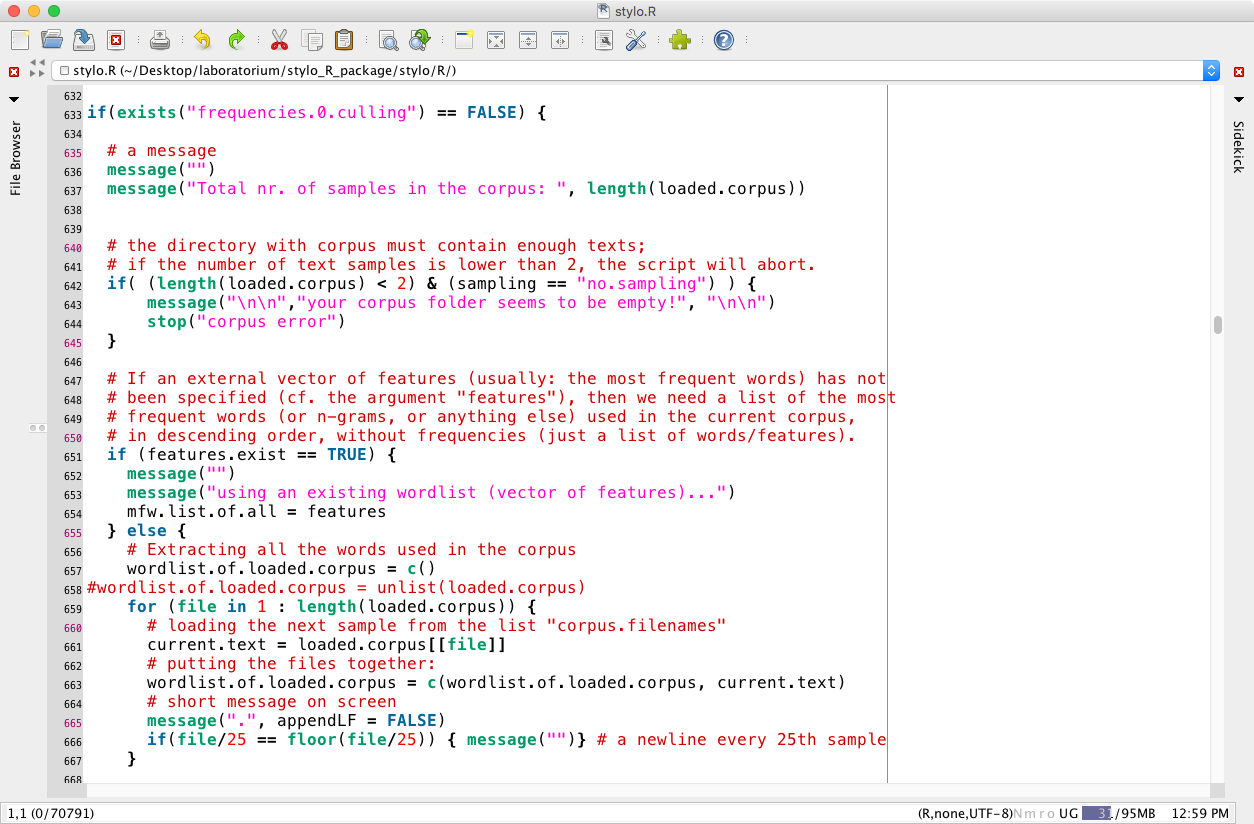 stylo.R
stylo.R (~/Desktop/laboratorium/stylo_R_package/stylo/R/)
File Browser
Sidekick
632
633 if(exists("frequencies.0.culling") == FALSE) {
634
635   # a message
636   message("")
637   message("Total nr. of samples in the corpus: ", length(loaded.corpus))
638
639
640   # the directory with corpus must contain enough texts;
641   # if the number of text samples is lower than 2, the script will abort.
642   if( (length(loaded.corpus) < 2) & (sampling == "no.sampling") ) {
643       message("\n\n","your corpus folder seems to be empty!", "\n\n")
644       stop("corpus error")
645   }
646
647   # If an external vector of features (usually: the most frequent words) has not
648   # been specified (cf. the argument "features"), then we need a list of the most
649   # frequent words (or n-grams, or anything else) used in the current corpus,
650   # in descending order, without frequencies (just a list of words/features).
651   if (features.exist == TRUE) {
652     message("")
653     message("using an existing wordlist (vector of features)...")
654     mfw.list.of.all = features
655   } else {
656     # Extracting all the words used in the corpus
657     wordlist.of.loaded.corpus = c()
658 #wordlist.of.loaded.corpus = unlist(loaded.corpus)
659     for (file in 1 : length(loaded.corpus)) {
660       # loading the next sample from the list "corpus.filenames"
661       current.text = loaded.corpus[[file]]
662       # putting the files together:
663       wordlist.of.loaded.corpus = c(wordlist.of.loaded.corpus, current.text)
664       # short message on screen
665       message(".", appendLF = FALSE)
666       if(file/25 == floor(file/25)) { message("")} # a newline every 25th sample
667     }
668
1,1 (0/70791)
(R,none,UTF-8)N m r o UG 31/95MB 12:59 PM